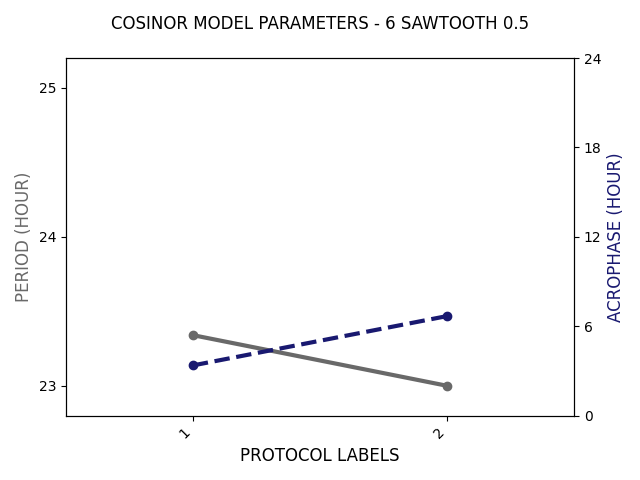 COSINOR MODEL PARAMETERS - 6 SAWTOOTH 0.5
25
24
23
PERIOD (HOUR)
24
18
12
6
0
ACROPHASE (HOUR)
1
2
PROTOCOL LABELS